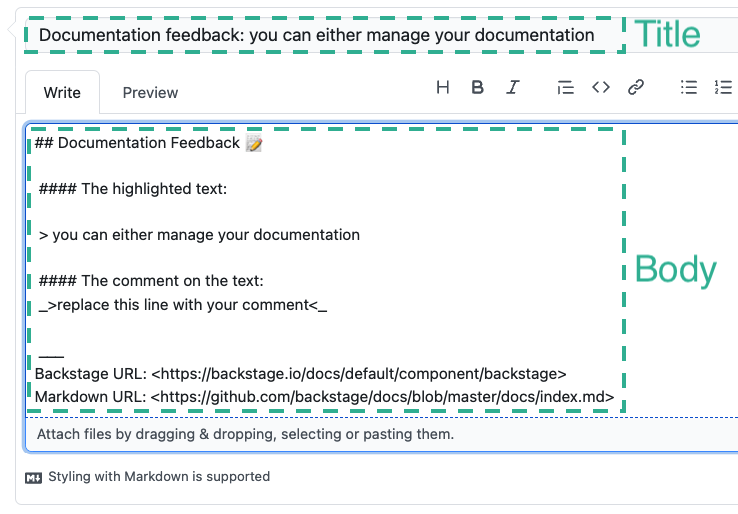 Documentation feedback: you can either manage your documentation
Title
Write
Preview
H B I
## Documentation Feedback 📝
#### The highlighted text:
> you can either manage your documentation
#### The comment on the text:
_>replace this line with your comment<_
Body
___
Backstage URL: <https://backstage.io/docs/default/component/backstage>
Markdown URL: <https://github.com/backstage/docs/blob/master/docs/index.md>
Attach files by dragging & dropping, selecting or pasting them.
Styling with Markdown is supported